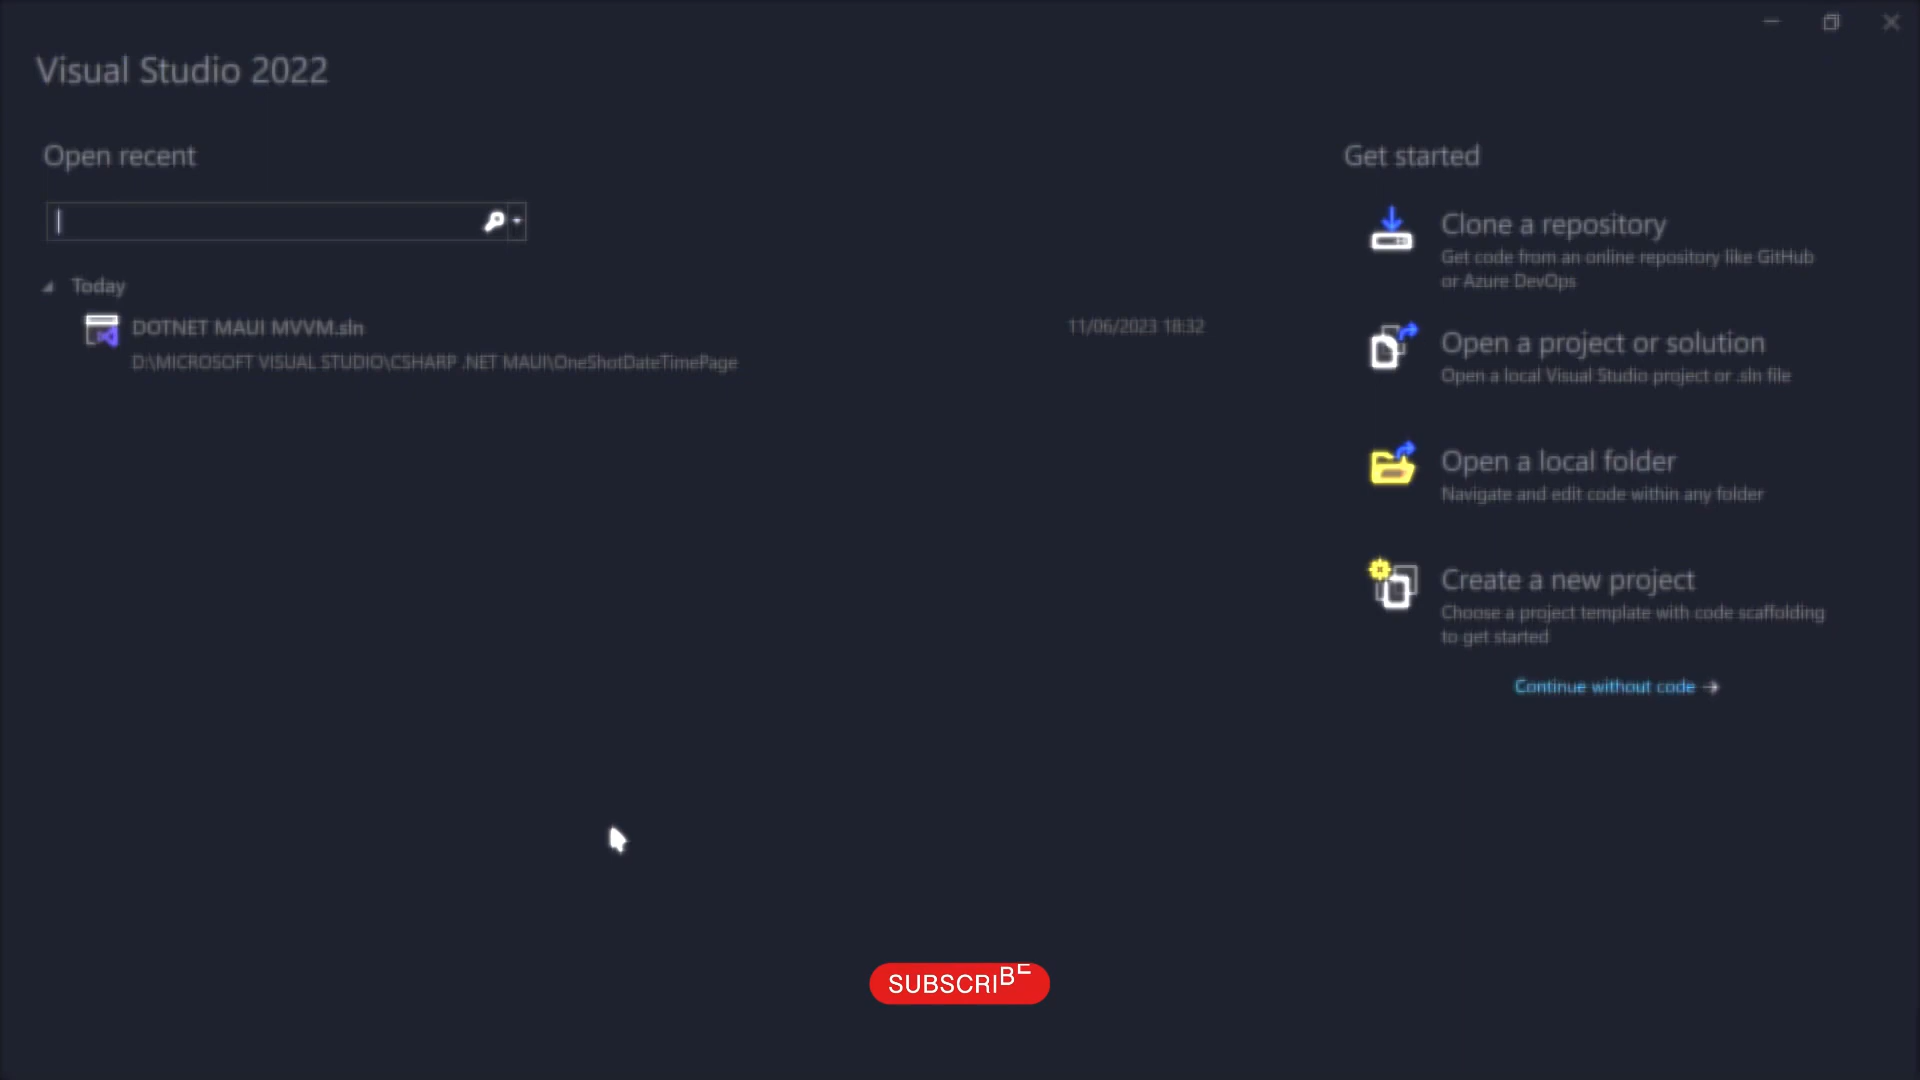 Visual Studio 2022
Open recent
Today
DOTNET MAUI MVVM.sln
11/06/2023 18:32
D:\MICROSOFT VISUAL STUDIO\CSHARP .NET MAUI\OneShotDateTimePage
Get started
Clone a repository
Get code from an online repository like GitHub
or Azure DevOps
Open a project or solution
Open a local Visual Studio project or .sln file
Open a local folder
Navigate and edit code within any folder
Create a new project
Choose a project template with code scaffolding
to get started
Continue without code →
SUBSCRIBE